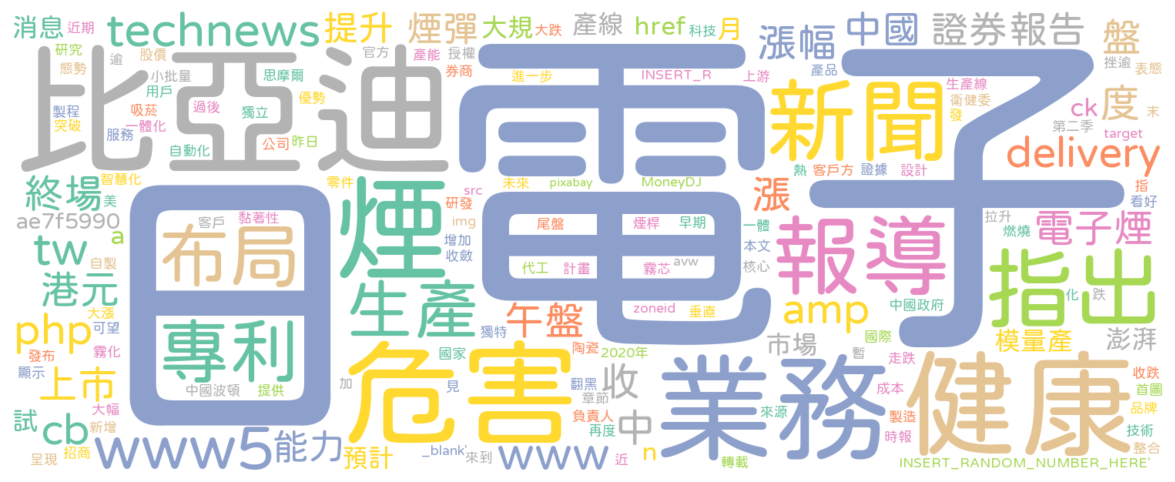 消息 近期 technews 提升 煙彈 大規 大跌 產線 href 科技 月 漲幅 中國 證券報告 盤
研究 逾 股價 官方 產能 授權 挫逾
態勢 小批量 思摩爾 券商 進一步 INSERT_R 上游 產品 表態
比亞迪 電子 新聞
用戶 優勢 生產線 衛健委
製程 吸菸 過後 獨立 發 ck 度 末
突破 一體化 第二季 target
服務 自動化 公司 昨日 delivery
智慧化 零件 未來 pixabay MoneyDJ 熱 客戶方 證據 設計 指
終場 美 煙 src 漲 看好
ae7f5990 客戶 黏著性 研發 img 尾盤 煙桿 早期 一體 報導 拉升 燃燒 電子煙
tw a 日 布局 增加 本文
自製 收斂 代工 計畫 霧芯 avw 核心 指出
港元 生產 化 跌
大漲 獨特 午盤 zoneid 垂直 amp 中國政府
php 可望 專利 國際 模量產 澎湃
霧化 市場
發布 危害 國家 陶瓷 2020年 暫 走跌 健康 收跌
顯示 上市 中國波頓 提供 加 見 翻黑 收 業務 成本 首圖
章節
大幅 負責人 來源 製造 品牌
試 cb 新增 www5 能力 再度 中 時報 技術
招商 預計 _blank' 來到 www 近 n 轉載 整合
呈現 INSERT_RANDOM_NUMBER_HERE'